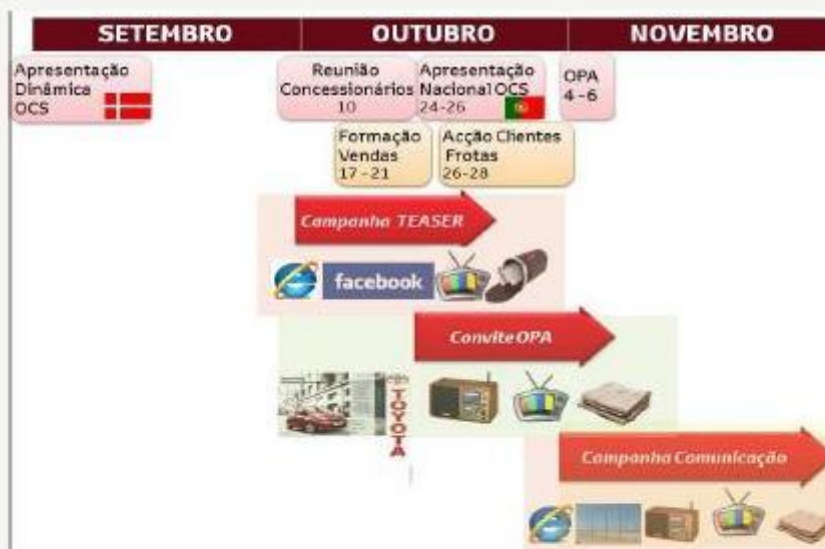 SETEMBRO OUTUBRO NOVEMBRO
Apresentação
Dinâmica
OCS
Reunião
Concessionários
10
Apresentação
Nacional OCS
24-26
OPA
4-6
Formação
Vendas
17-21
Acção Clientes
Frotas
26-28
Campanha TEASER
facebook
Convite OPA
TOYOTA
Campanha Comunicação